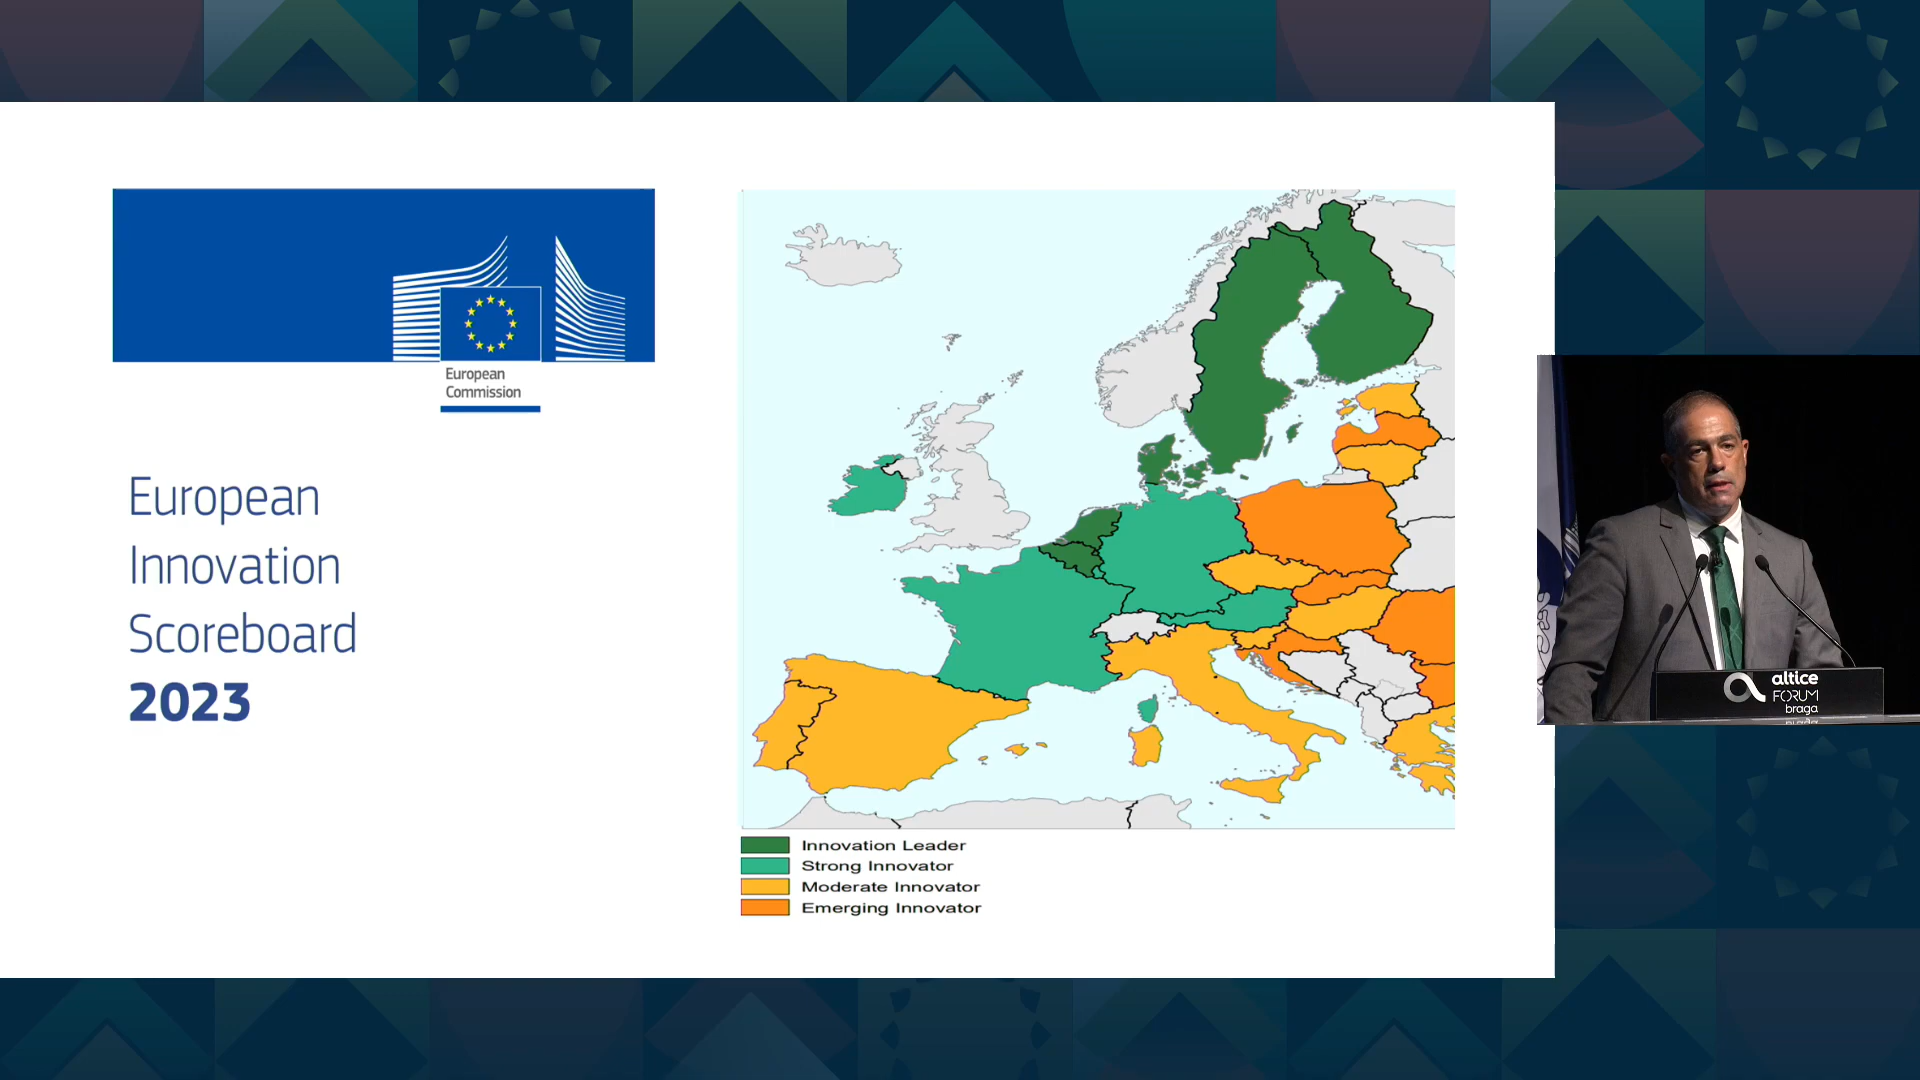 European
Commission
European
Innovation
Scoreboard
2023
Innovation Leader
Strong Innovator
Moderate Innovator
Emerging Innovator
altice
FORUM
braga